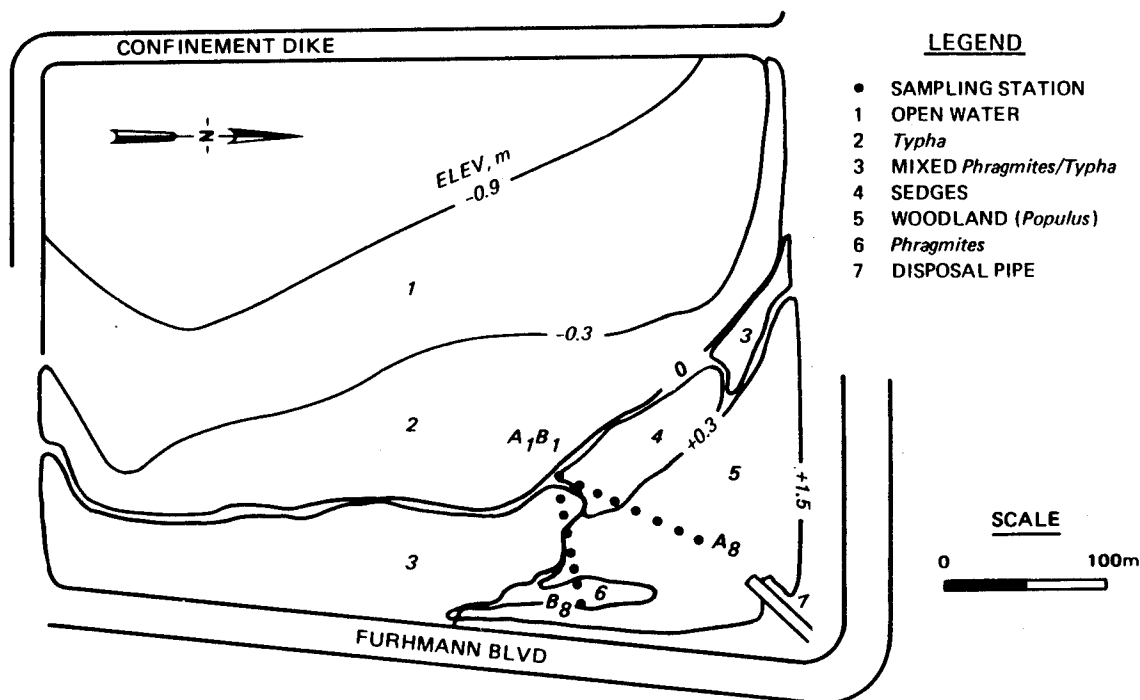 CONFINEMENT DIKE
N
ELEV, m
-0.9
1
-0.3
2
A1B1
0
3
4
+0.3
5
+1.5
A8
3
B8
6
7
FURHMANN BLVD
LEGEND
• SAMPLING STATION
1 OPEN WATER
2 Typha
3 MIXED Phragmites/Typha
4 SEDGES
5 WOODLAND (Populus)
6 Phragmites
7 DISPOSAL PIPE
SCALE
0 100m